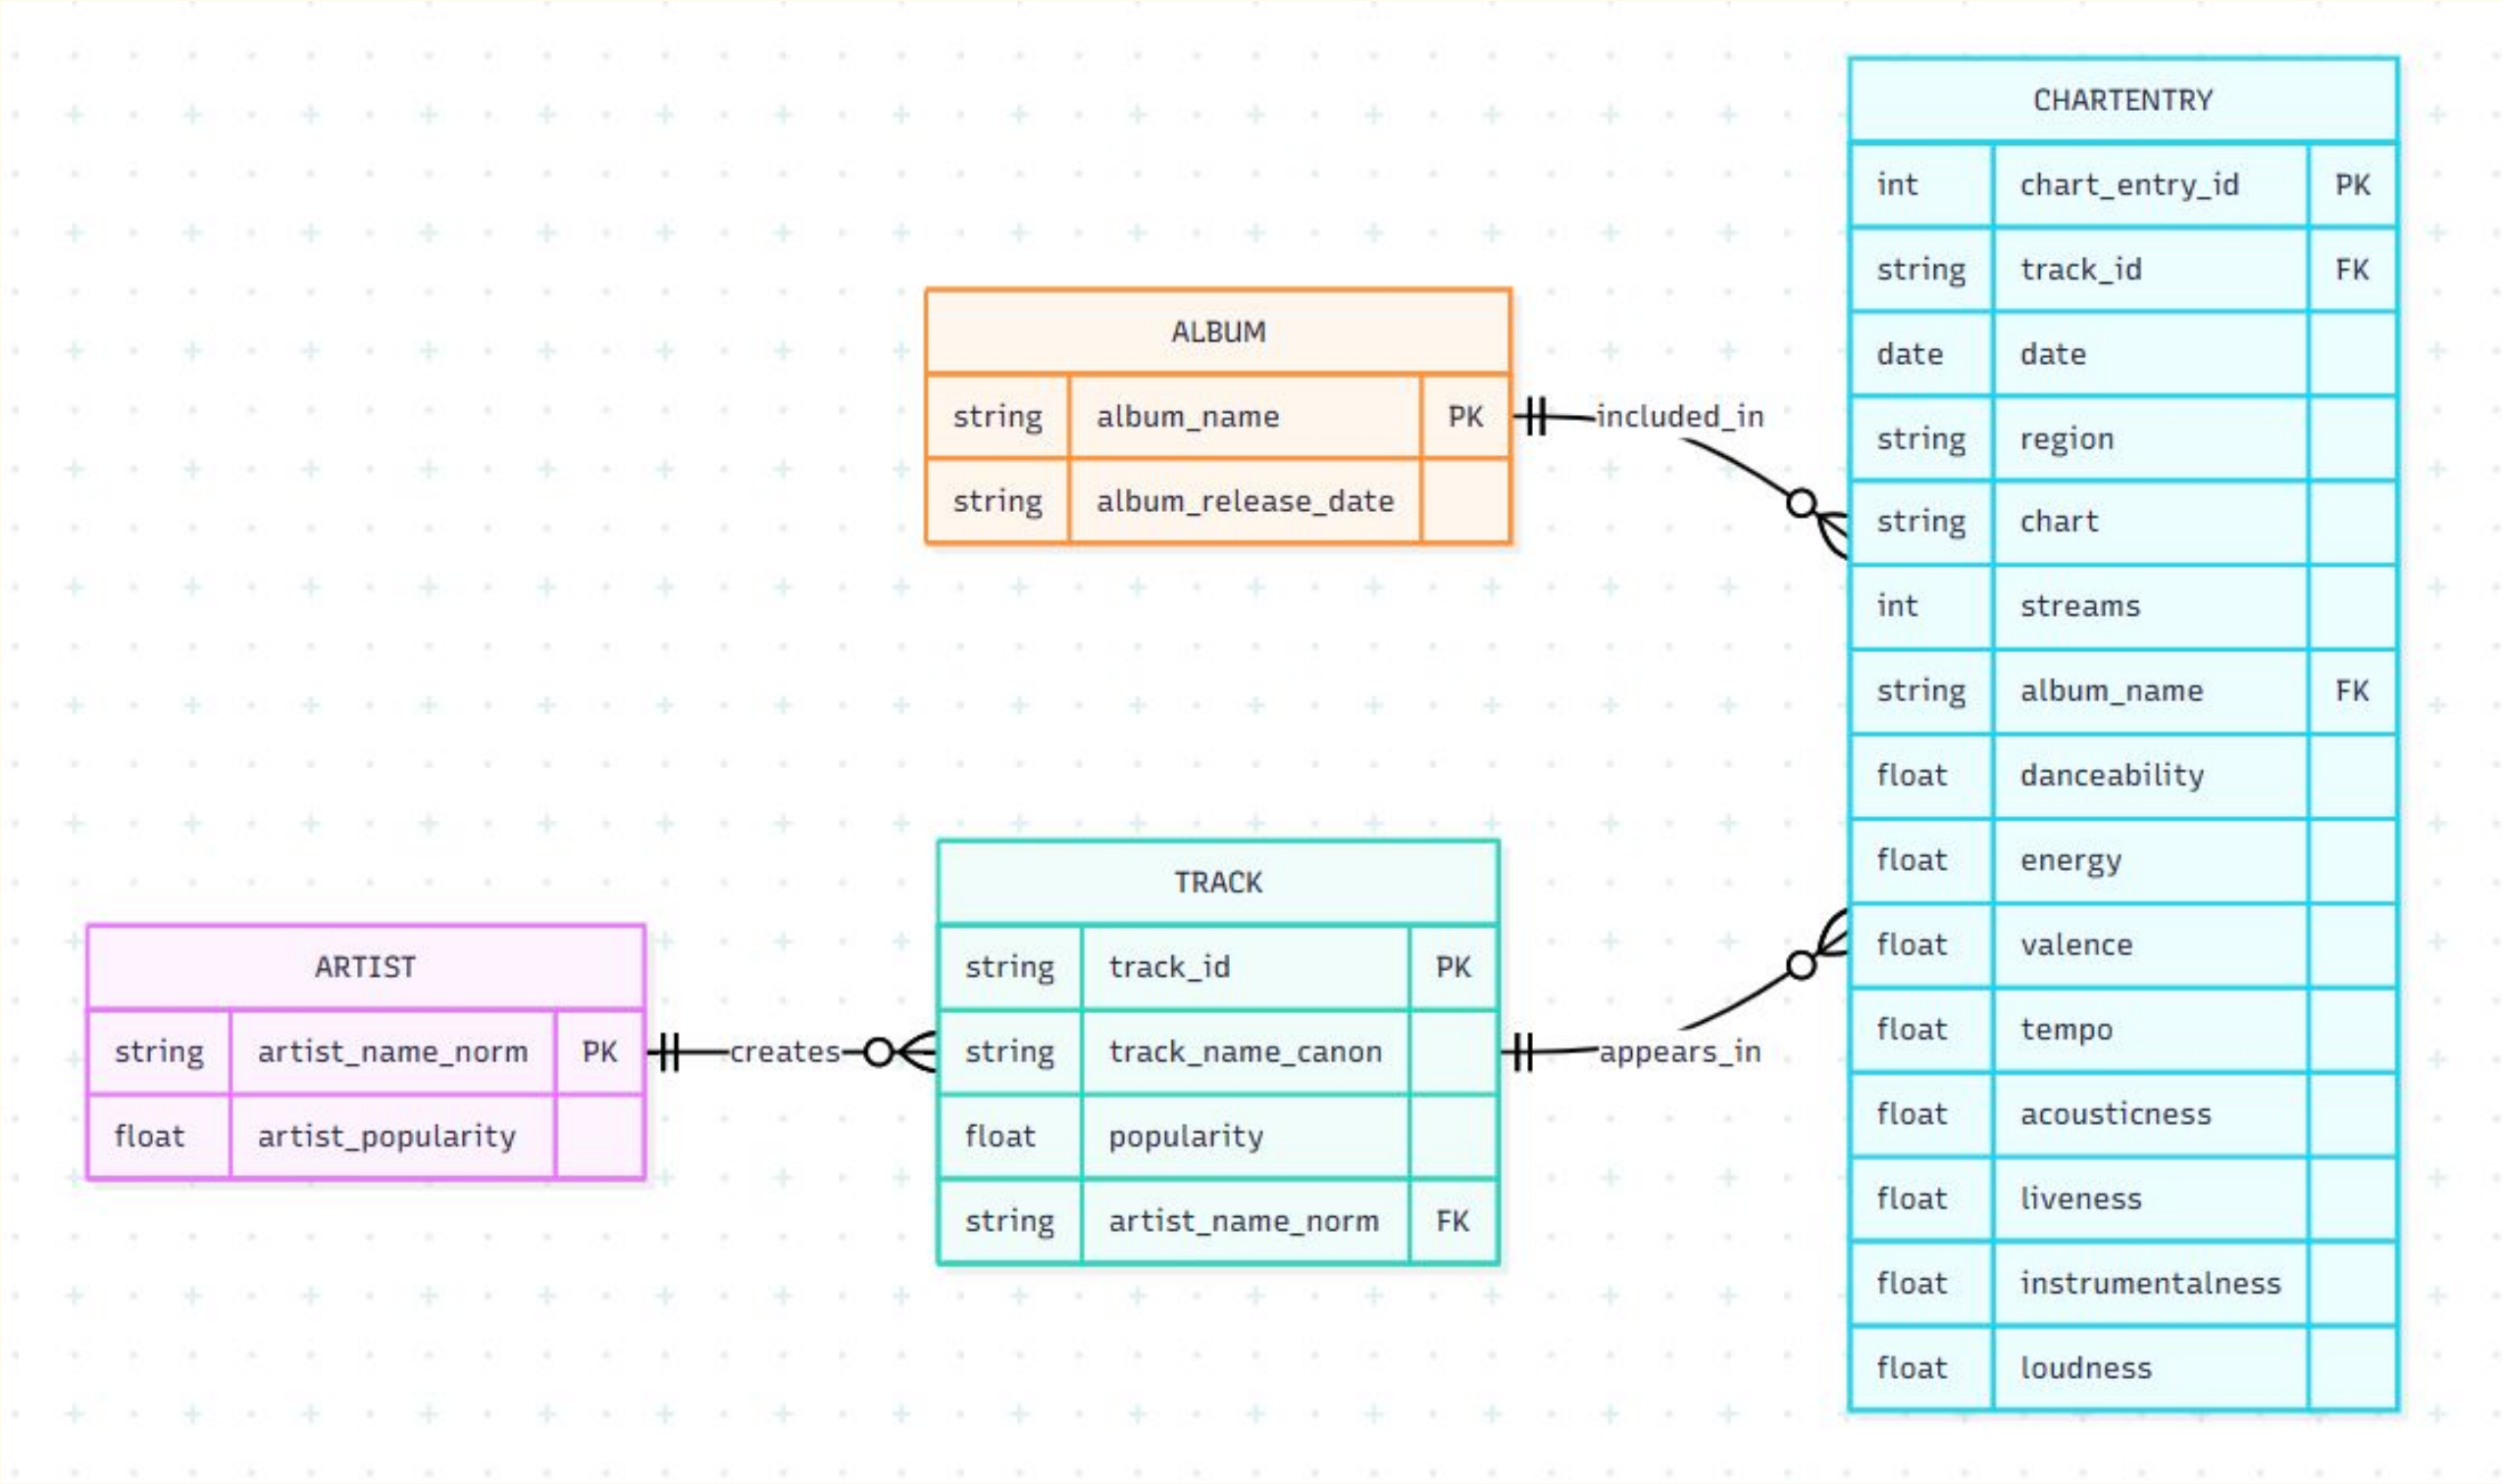 CHARTENTRY
int chart_entry_id PK
string track_id FK
date date
string region
string chart
int streams
string album_name FK
float danceability
float energy
float valence
float tempo
float acousticness
float liveness
float instrumentalness
float loudness
ALBUM
string album_name PK
string album_release_date
included_in
TRACK
string track_id PK
string track_name_canon
float popularity
string artist_name_norm FK
appears_in
ARTIST
string artist_name_norm PK
float artist_popularity
creates